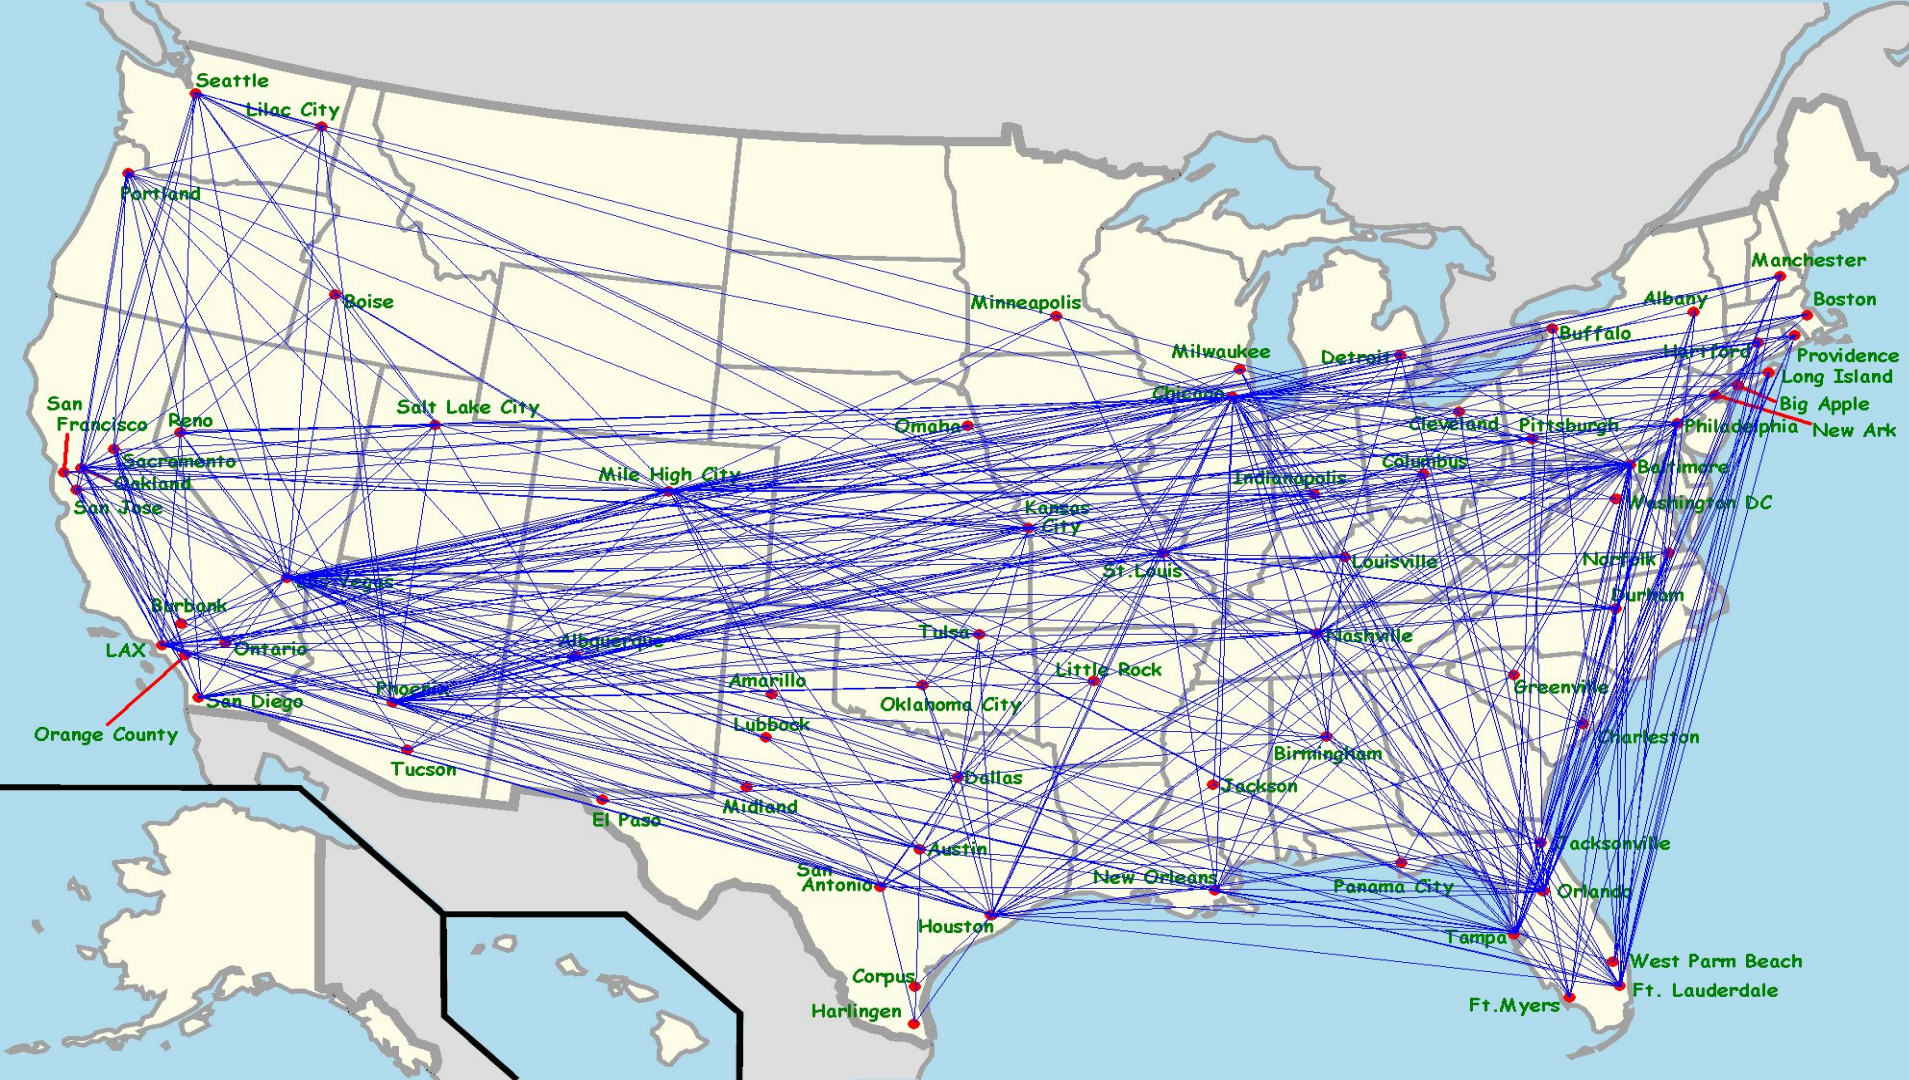 Seattle
Lilac City
Portland
Boise
Manchester
Albany
Boston
Minneapolis
Buffalo
Milwaukee
Detroit
Hartford
Providence
Long Island
Chicago
Big Apple
San
Francisco
Reno
Salt Lake City
Omaha
Cleveland
Pittsburgh
Philadelphia
New Ark
Sacramento
Mile High City
Indianapolis
Columbus
Baltimore
Oakland
San Jose
Kansas
City
Washington DC
St.Louis
Louisville
Norfolk
Vegas
Burbank
Durham
LAX
Ontario
Albuquerque
Tulsa
Nashville
Phoenix
San Diego
Amarillo
Little Rock
Oklahoma City
Greenville
Orange County
Lubbock
Birmingham
Charleston
Tucson
Midland
Dallas
Jackson
El Paso
Austin
Jacksonville
San
Antonio
New Orleans
Panama City
Orlando
Houston
Tampa
West Parm Beach
Corpus
Ft. Lauderdale
Harlingen
Ft.Myers